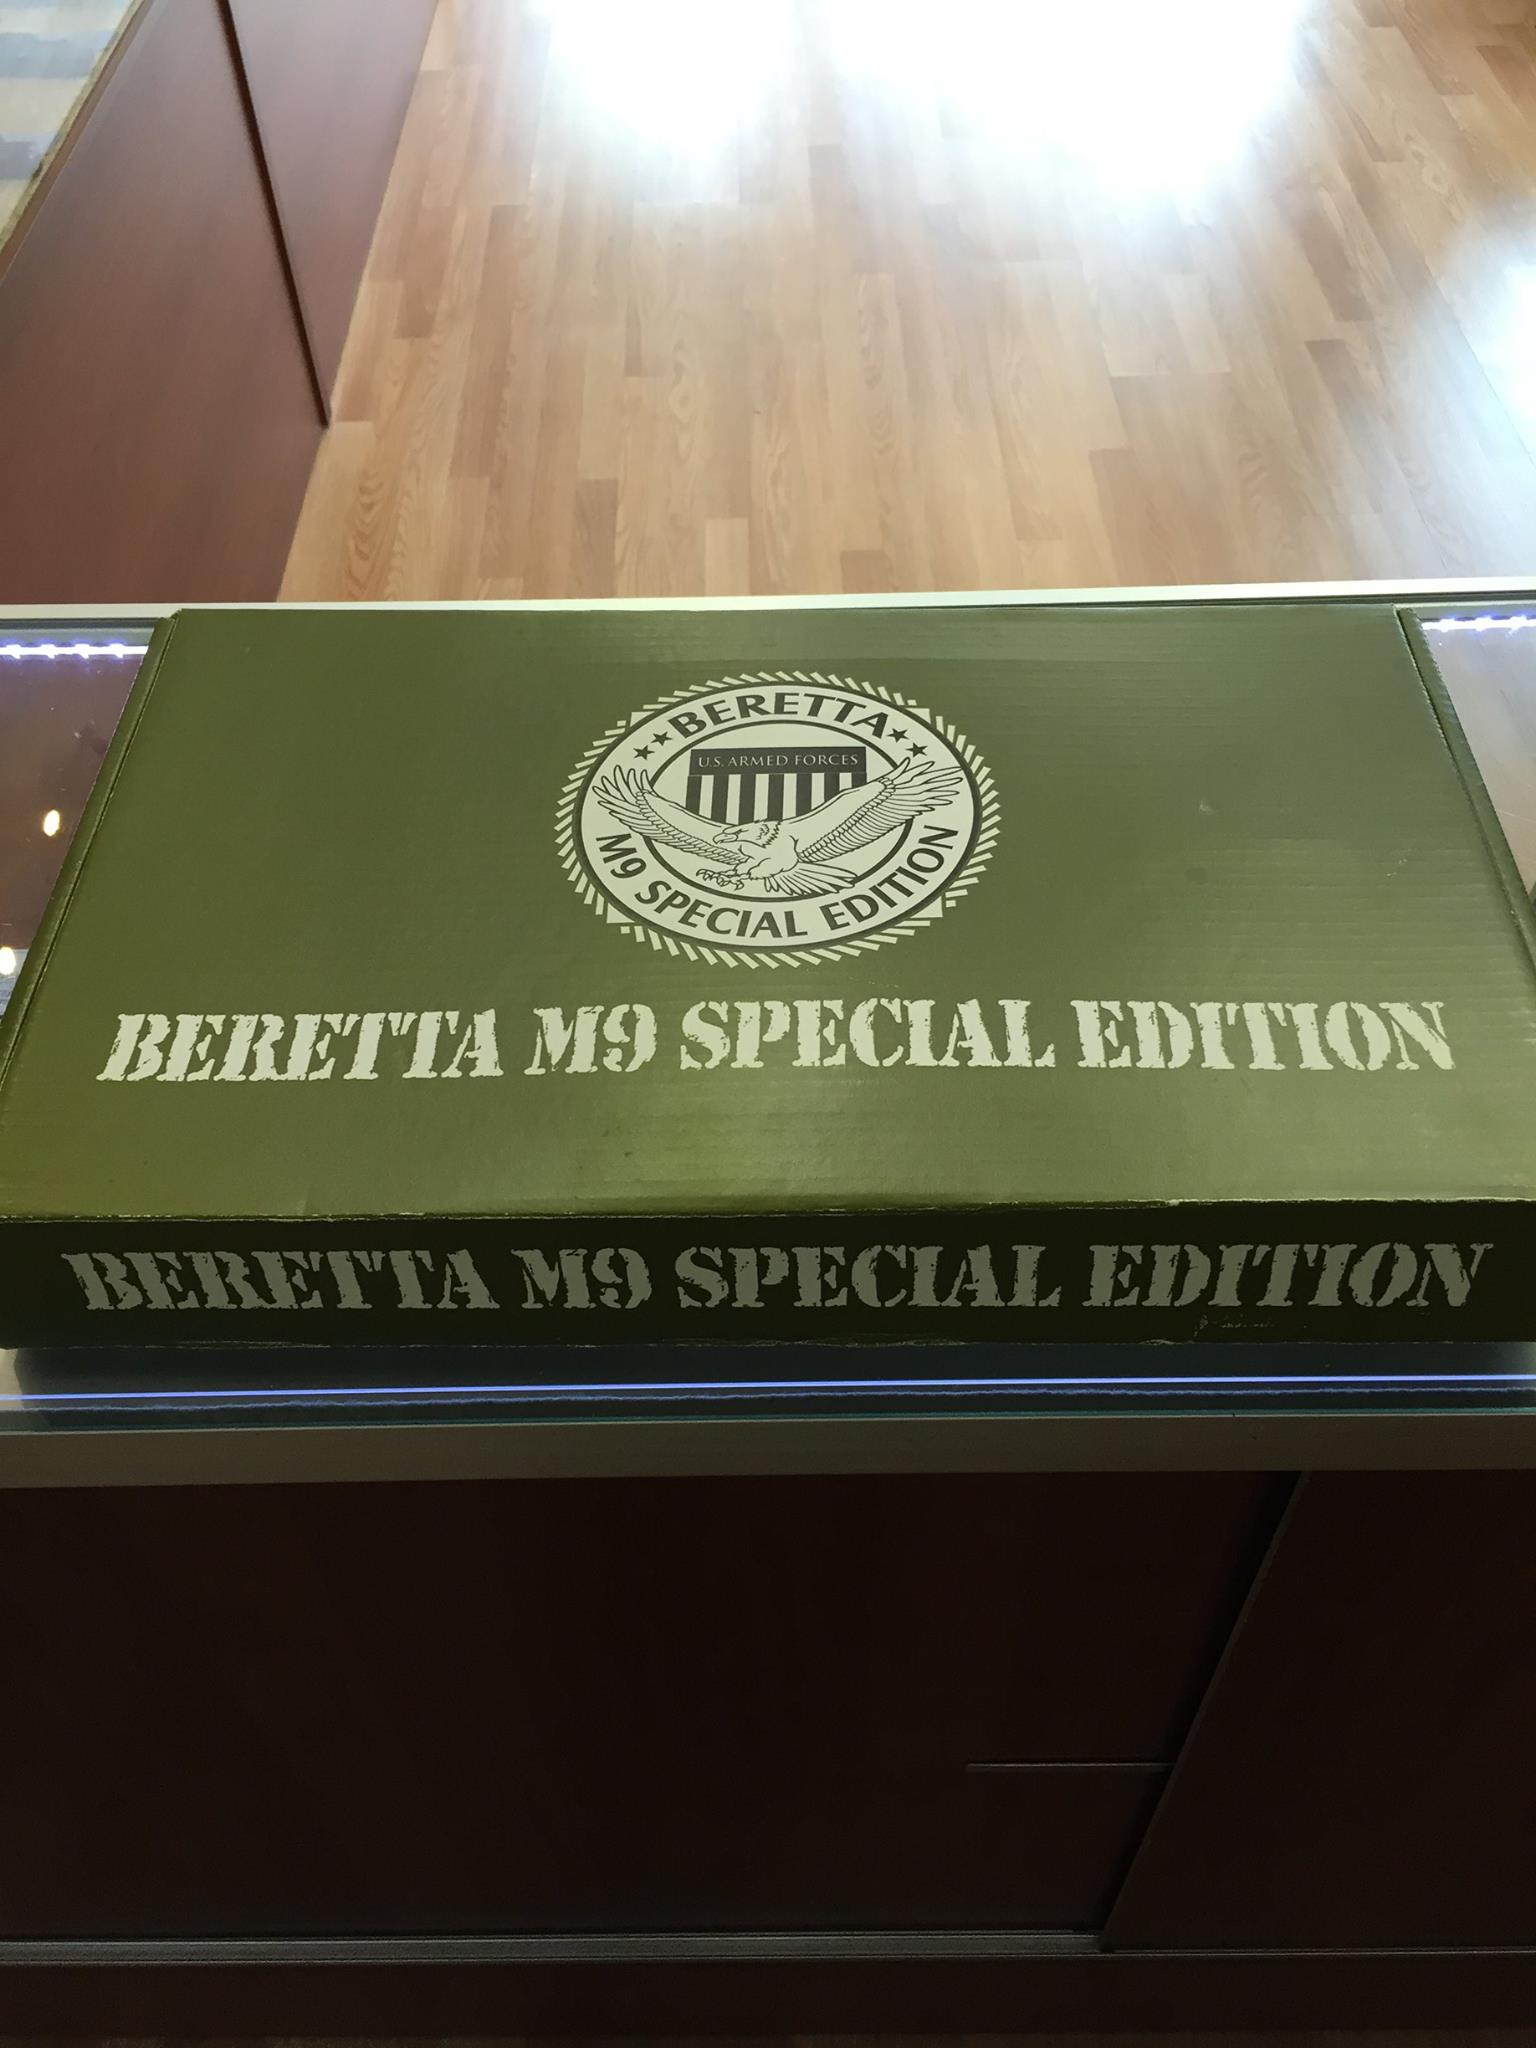 BERETTA
U.S. ARMED FORCES
M9 SPECIAL EDITION
BERETTA M9 SPECIAL EDITION
BERETTA M9 SPECIAL EDITION